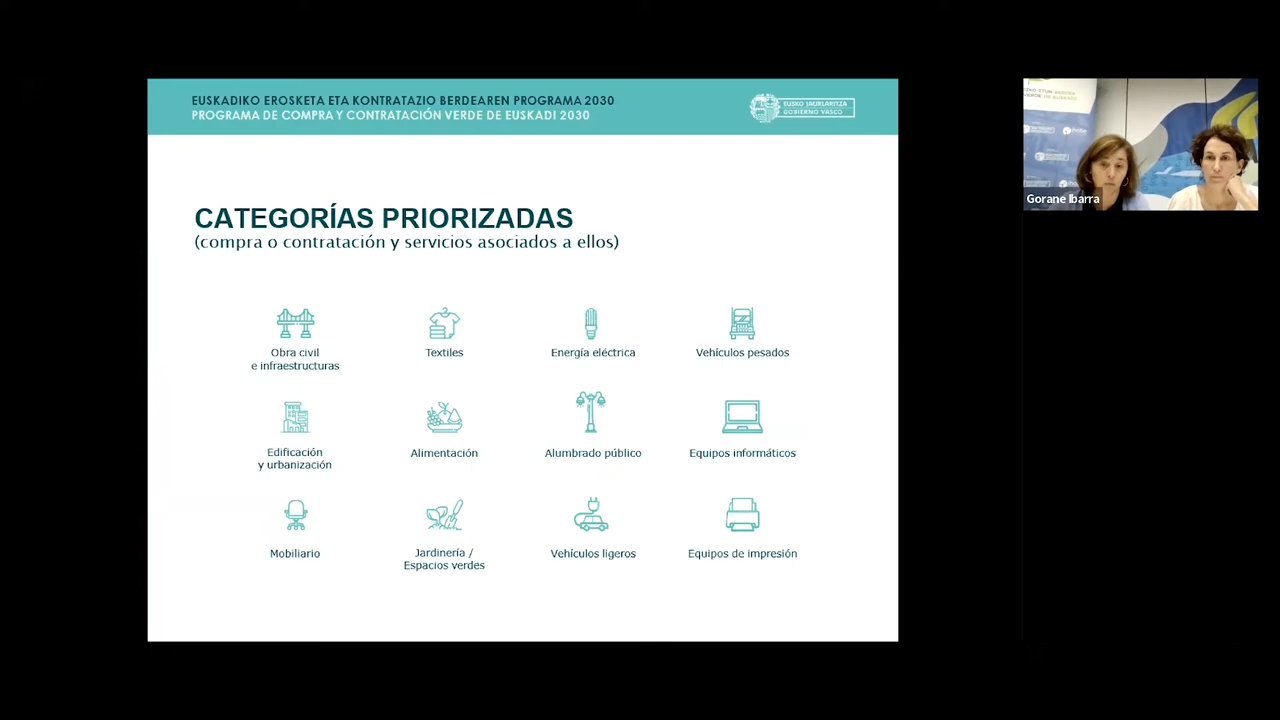 EUSKADIKO EROSKETA ETA KONTRATAZIO BERDEAREN PROGRAMA 2030
PROGRAMA DE COMPRA Y CONTRATACIÓN VERDE DE EUSKADI 2030
EUSKO JAURLARITZA
GOBIERNO VASCO
Gorane Ibarra
CATEGORÍAS PRIORIZADAS
(compra o contratación y servicios asociados a ellos)
Obra civil
e infraestructuras
Textiles
Energía eléctrica
Vehículos pesados
Edificación
y urbanización
Alimentación
Alumbrado público
Equipos informáticos
Mobiliario
Jardinería /
Espacios verdes
Vehículos ligeros
Equipos de impresión